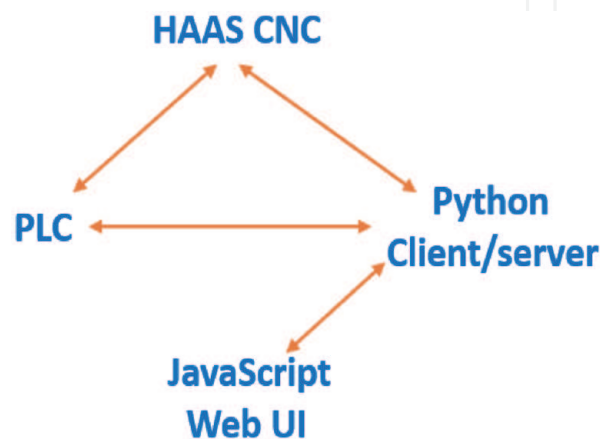 HAAS CNC
PLC
Python
Client/server
JavaScript
Web UI